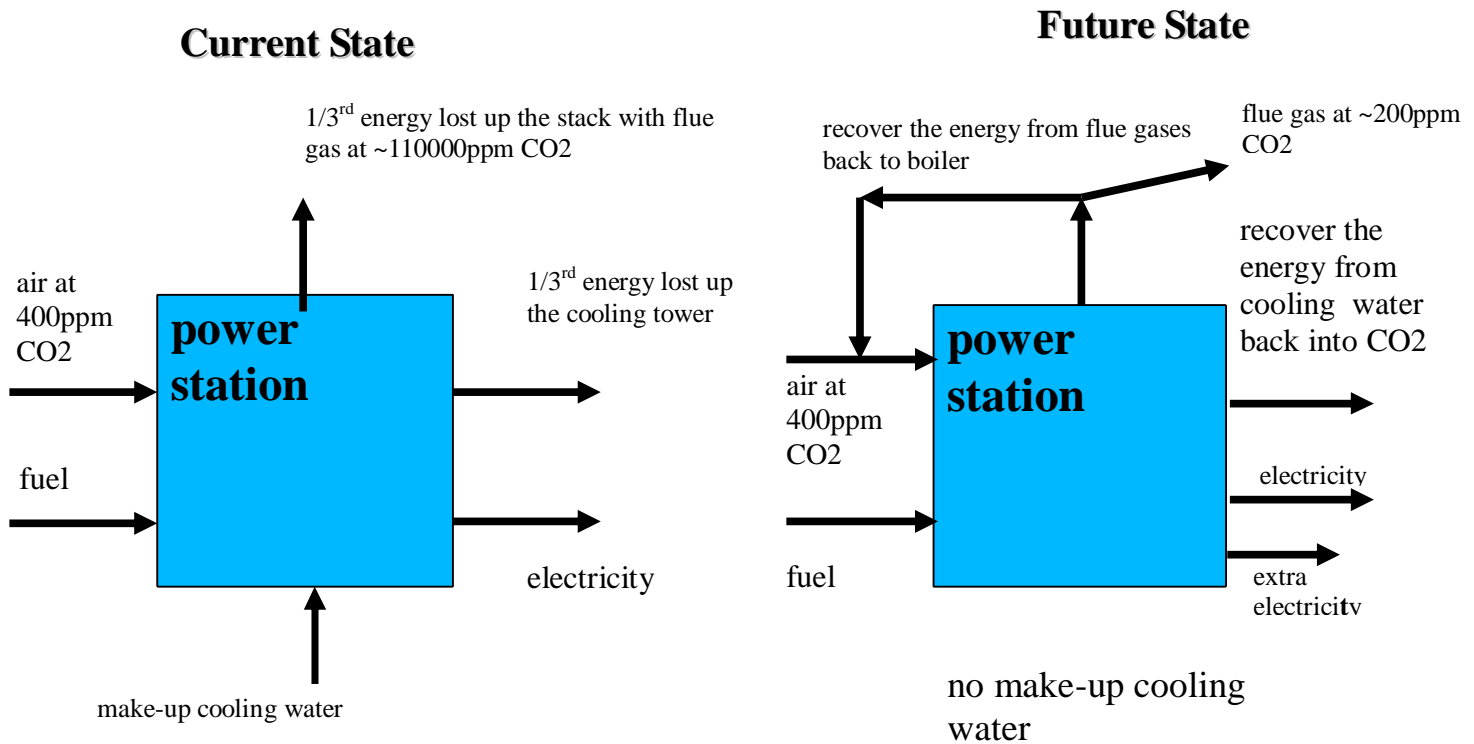 Current State
1/3rd energy lost up the stack with flue
gas at ~110000ppm CO2
air at
400ppm
CO2
power
station
1/3rd energy lost up
the cooling tower
fuel
electricity
make-up cooling water
Future State
recover the energy from flue gases
back to boiler
flue gas at ~200ppm
CO2
recover the
energy from
cooling water
back into CO2
power
station
air at
400ppm
CO2
electricity
fuel
extra
electricity
no make-up cooling
water